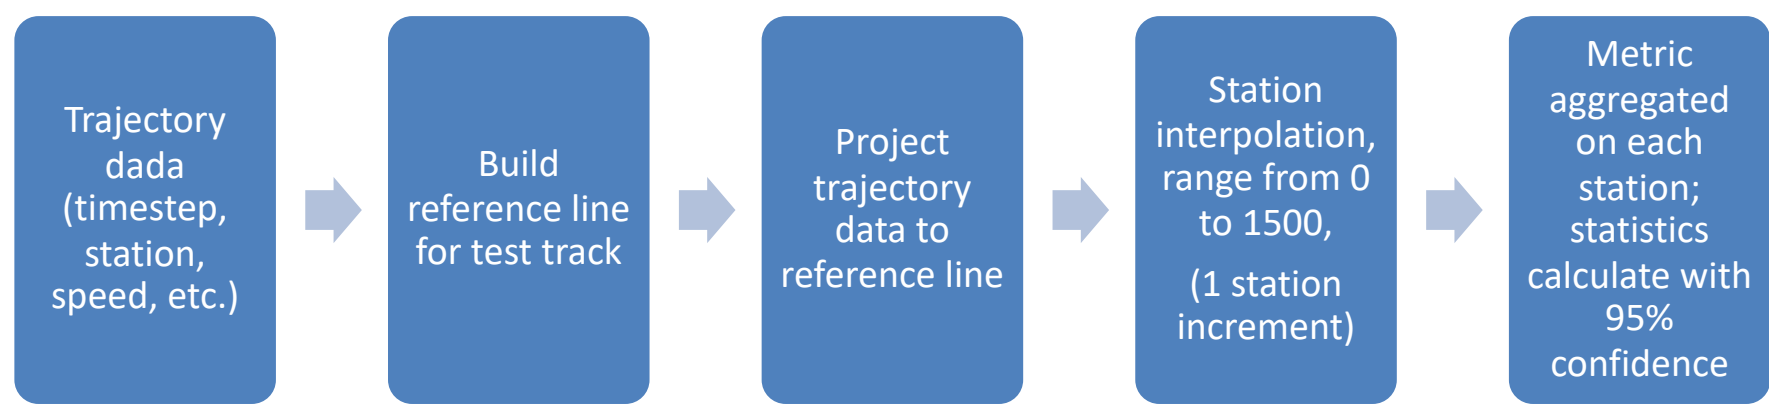 Trajectory
dada
(timestep,
station,
speed, etc.)
Build
reference line
for test track
Project
trajectory
data to
reference line
Station
interpolation,
range from 0
to 1500,
(1 station
increment)
Metric
aggregated
on each
station;
statistics
calculate with
95%
confidence